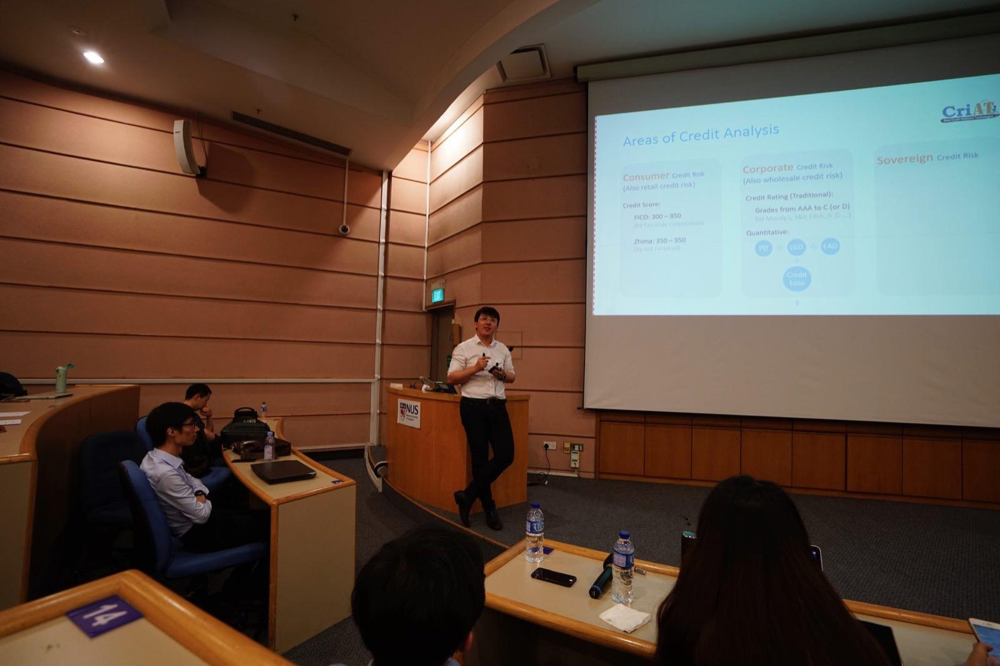 CriAT
Areas of Credit Analysis
Consumer Credit Risk
(Also retail credit risk)
Credit Score:
FICO: 300 – 850
(by Fair Isaac Corporation)
Zhima: 350 – 950
(by Ant Financial)
Corporate Credit Risk
(Also wholesale credit risk)
Credit Rating (Traditional):
Grades from AAA to C (or D)
(by Moody's, S&P, Fitch, 大公,...)
Quantitative:
PD + LGD + EAD
Credit
Loss
Sovereign Credit Risk
3
EXIT
NUS
14